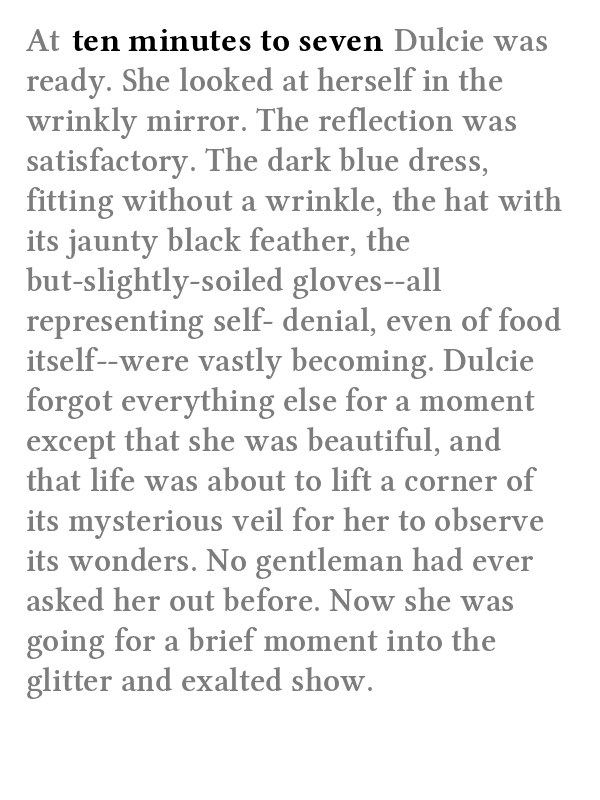 At ten minutes to seven Dulcie was
ready. She looked at herself in the
wrinkly mirror. The reflection was
satisfactory. The dark blue dress,
fitting without a wrinkle, the hat with
its jaunty black feather, the
but-slightly-soiled gloves--all
representing self- denial, even of food
itself--were vastly becoming. Dulcie
forgot everything else for a moment
except that she was beautiful, and
that life was about to lift a corner of
its mysterious veil for her to observe
its wonders. No gentleman had ever
asked her out before. Now she was
going for a brief moment into the
glitter and exalted show.